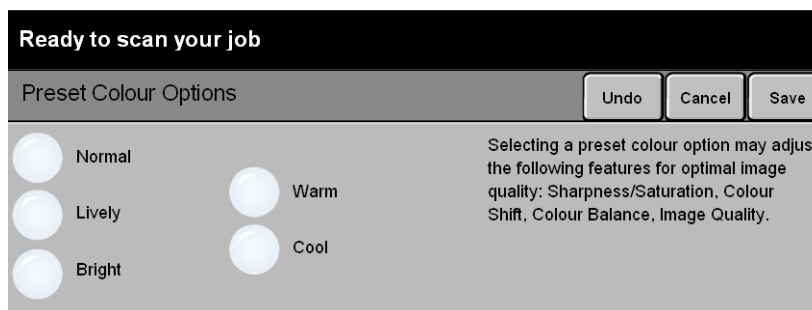 Ready to scan your job
Preset Colour Options
Undo
Cancel
Save
Normal
Lively
Bright
Warm
Cool
Selecting a preset colour option may adjus
the following features for optimal image
quality: Sharpness/Saturation, Colour
Shift, Colour Balance, Image Quality.